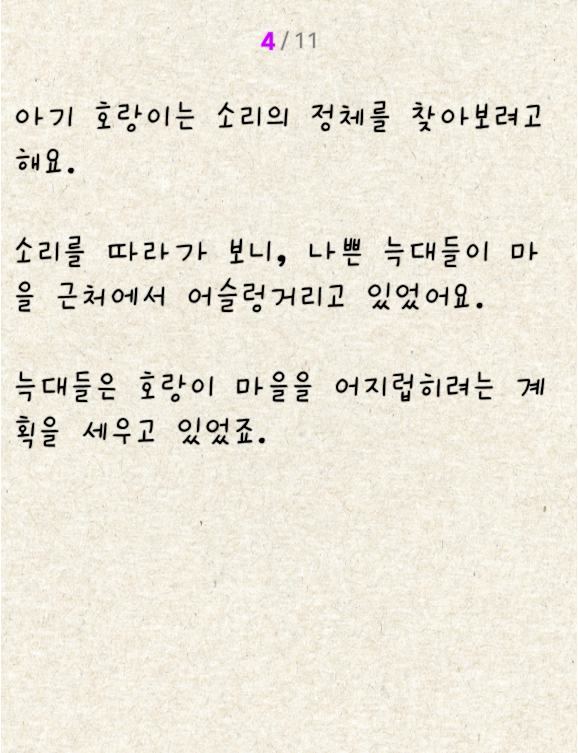 4 / 11
아기 호랑이는 소리의 정체를 찾아보려고
해요.
소리를 따라가 보니, 나쁜 늑대들이 마
을 근처에서 어슬렁거리고 있었어요.
늑대들은 호랑이 마을을 어지럽히려는 계
획을 세우고 있었죠.